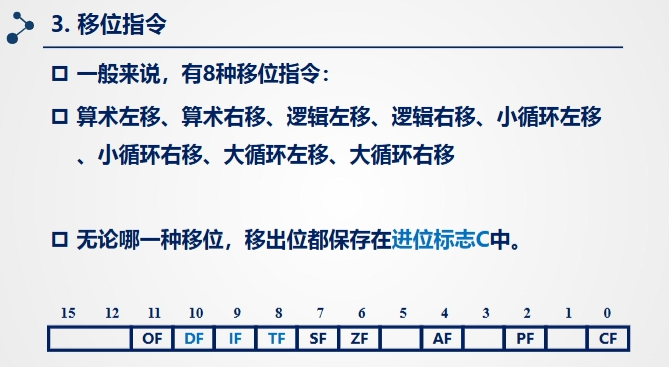 3. 移位指令
一般来说，有8种移位指令：
算术左移、算术右移、逻辑左移、逻辑右移、小循环左移
、小循环右移、大循环左移、大循环右移
无论哪一种移位，移出位都保存在进位标志C中。
15 12 11 10 9 8 7 6 5 4 3 2 1 0
OF DF IF TF SF ZF AF PF CF